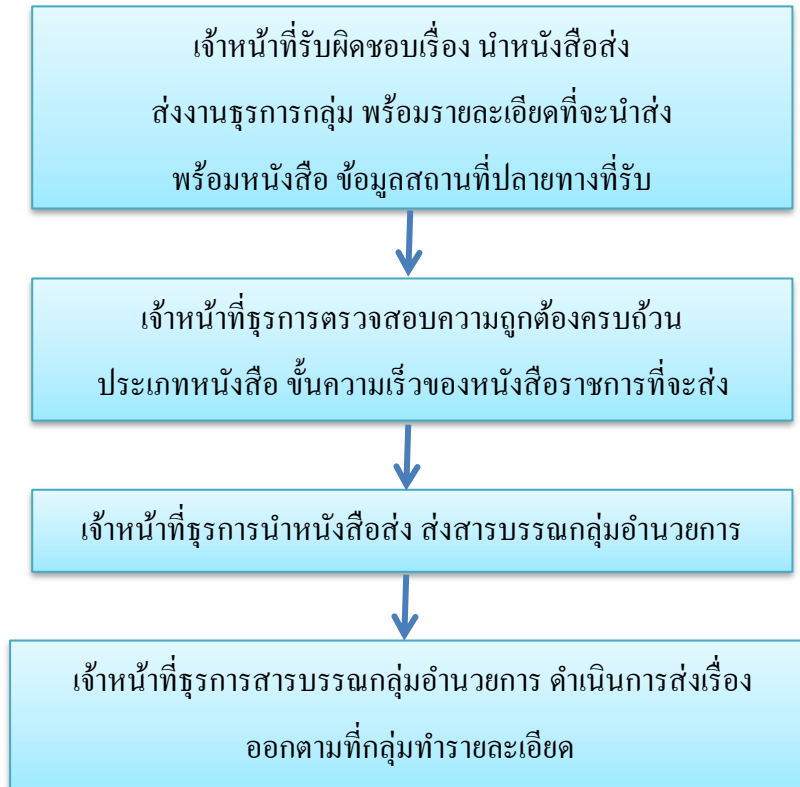 เจ้าหน้าที่รับผิดชอบเรื่อง นำหนังสือส่ง
ส่งงานธุรการกลุ่ม พร้อมรายละเอียดที่จะนำส่ง
พร้อมหนังสือ ข้อมูลสถานที่ปลายทางที่รับ
เจ้าหน้าที่ธุรการตรวจสอบความถูกต้องครบถ้วน
ประเภทหนังสือ ขั้นความเร็วของหนังสือราชการที่จะส่ง
เจ้าหน้าที่ธุรการนำหนังสือส่ง ส่งสารบรรณกลุ่มอำนวยการ
เจ้าหน้าที่ธุรการสารบรรณกลุ่มอำนวยการ ดำเนินการส่งเรื่อง
ออกตามที่กลุ่มทำรายละเอียด